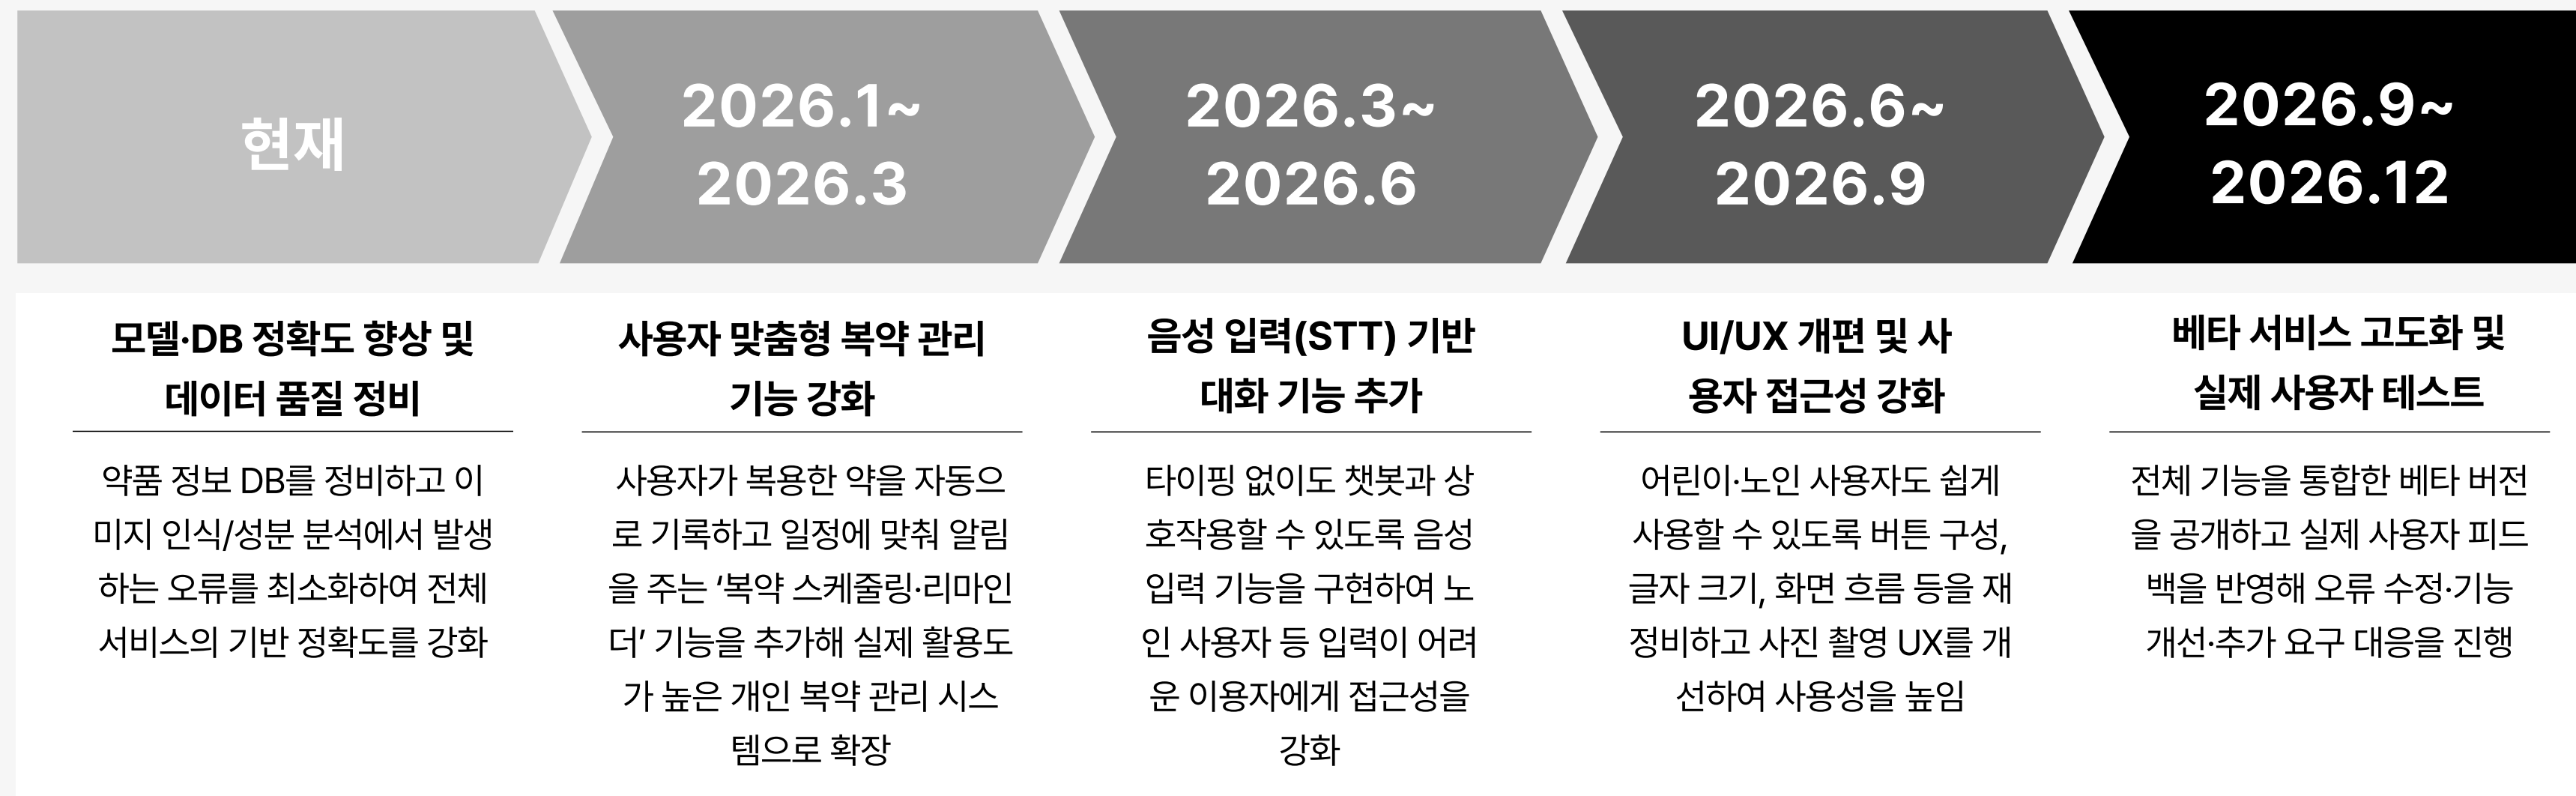 현재
2026.1~
2026.3
2026.3~
2026.6
2026.6~
2026.9
2026.9~
2026.12
모델·DB 정확도 향상 및
데이터 품질 정비
약품 정보 DB를 정비하고 이
미지 인식/성분 분석에서 발생
하는 오류를 최소화하여 전체
서비스의 기반 정확도를 강화
사용자 맞춤형 복약 관리
기능 강화
사용자가 복용한 약을 자동으
로 기록하고 일정에 맞춰 알림
을 주는 ‘복약 스케줄링·리마인
더’ 기능을 추가해 실제 활용도
가 높은 개인 복약 관리 시스
템으로 확장
음성 입력(STT) 기반
대화 기능 추가
타이핑 없이도 챗봇과 상
호작용할 수 있도록 음성
입력 기능을 구현하여 노
인 사용자 등 입력이 어려
운 이용자에게 접근성을
강화
UI/UX 개편 및 사
용자 접근성 강화
어린이·노인 사용자도 쉽게
사용할 수 있도록 버튼 구성,
글자 크기, 화면 흐름 등을 재
정비하고 사진 촬영 UX를 개
선하여 사용성을 높임
베타 서비스 고도화 및
실제 사용자 테스트
전체 기능을 통합한 베타 버전
을 공개하고 실제 사용자 피드
백을 반영해 오류 수정·기능
개선·추가 요구 대응을 진행